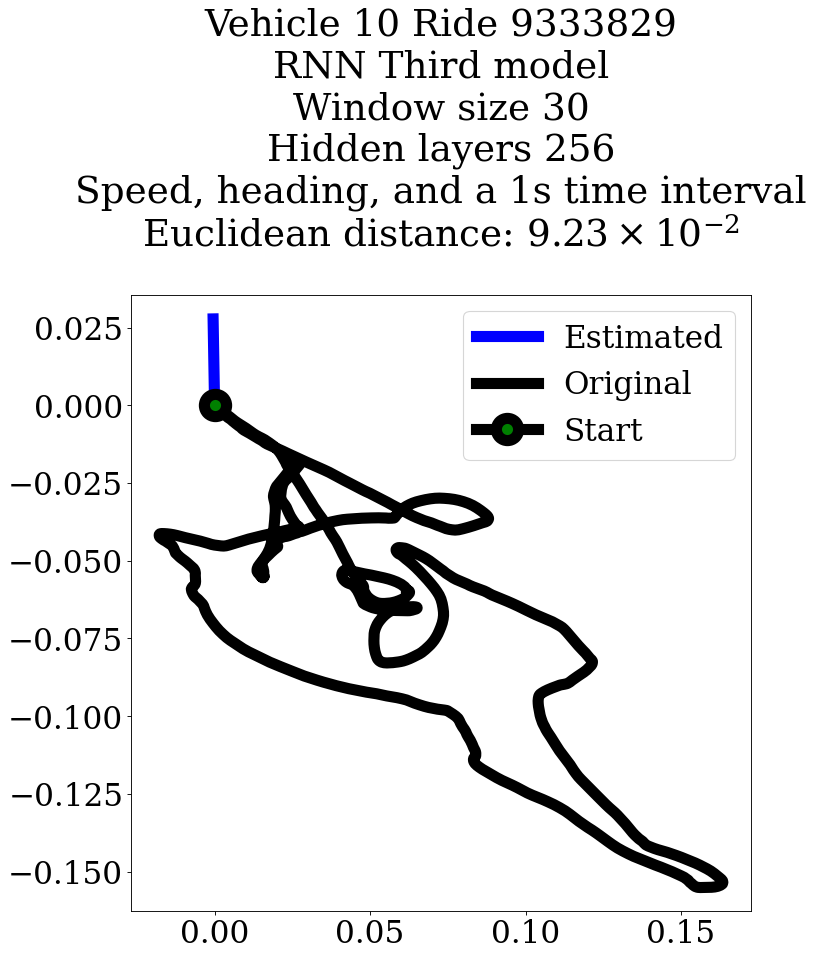 Vehicle 10 Ride 9333829
RNN Third model
Window size 30
Hidden layers 256
Speed, heading, and a 1s time interval
Euclidean distance: 9.23 × 10⁻²
Estimated
Original
Start
0.025
0.000
−0.025
−0.050
−0.075
−0.100
−0.125
−0.150
0.00 0.05 0.10 0.15